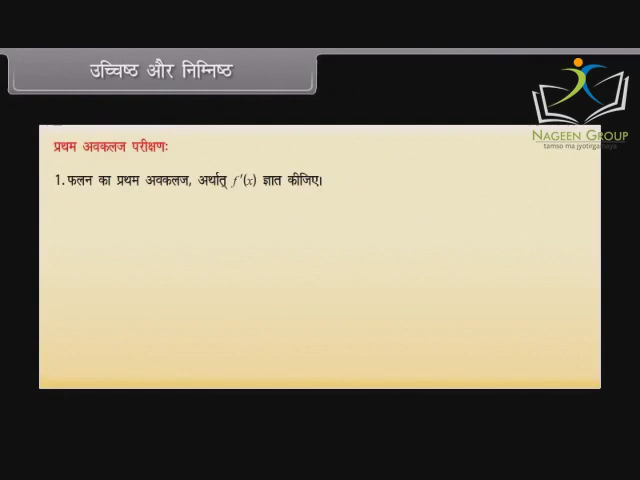 उच्चिष्ठ और निम्निष्ठ
NAGEEN GROUP
tamso ma jyotirgamaya
प्रथम अवकलज परीक्षणः
1. फलन का प्रथम अवकलज, अर्थात् f ′(x) ज्ञात कीजिए।